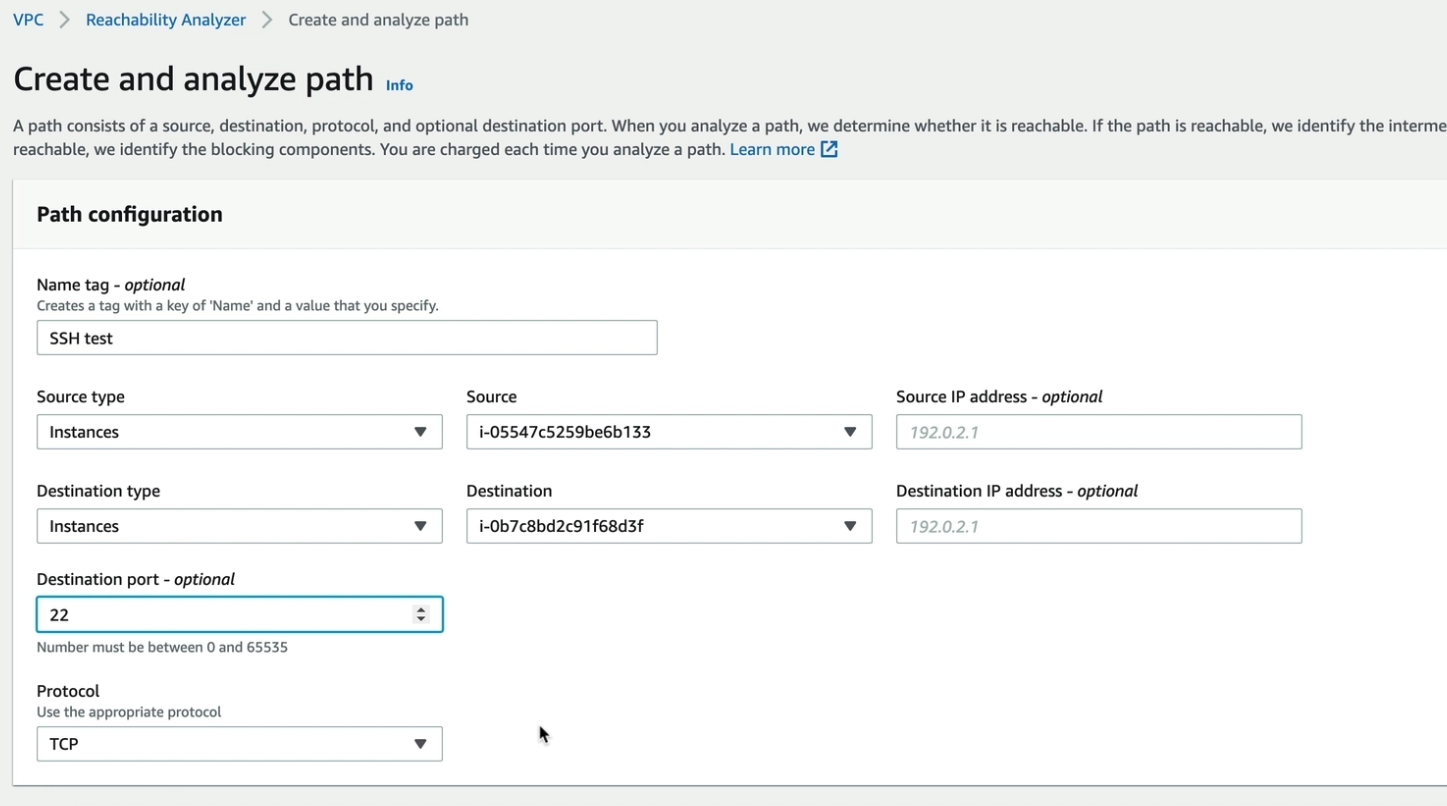 VPC > Reachability Analyzer > Create and analyze path
Create and analyze path Info
A path consists of a source, destination, protocol, and optional destination port. When you analyze a path, we determine whether it is reachable. If the path is reachable, we identify the interme
reachable, we identify the blocking components. You are charged each time you analyze a path. Learn more
Path configuration
Name tag - optional
Creates a tag with a key of 'Name' and a value that you specify.
SSH test
Source type Source Source IP address - optional
Instances i-05547c5259be6b133 192.0.2.1
Destination type Destination Destination IP address - optional
Instances i-0b7c8bd2c91f68d3f 192.0.2.1
Destination port - optional
22
Number must be between 0 and 65535
Protocol
Use the appropriate protocol
TCP